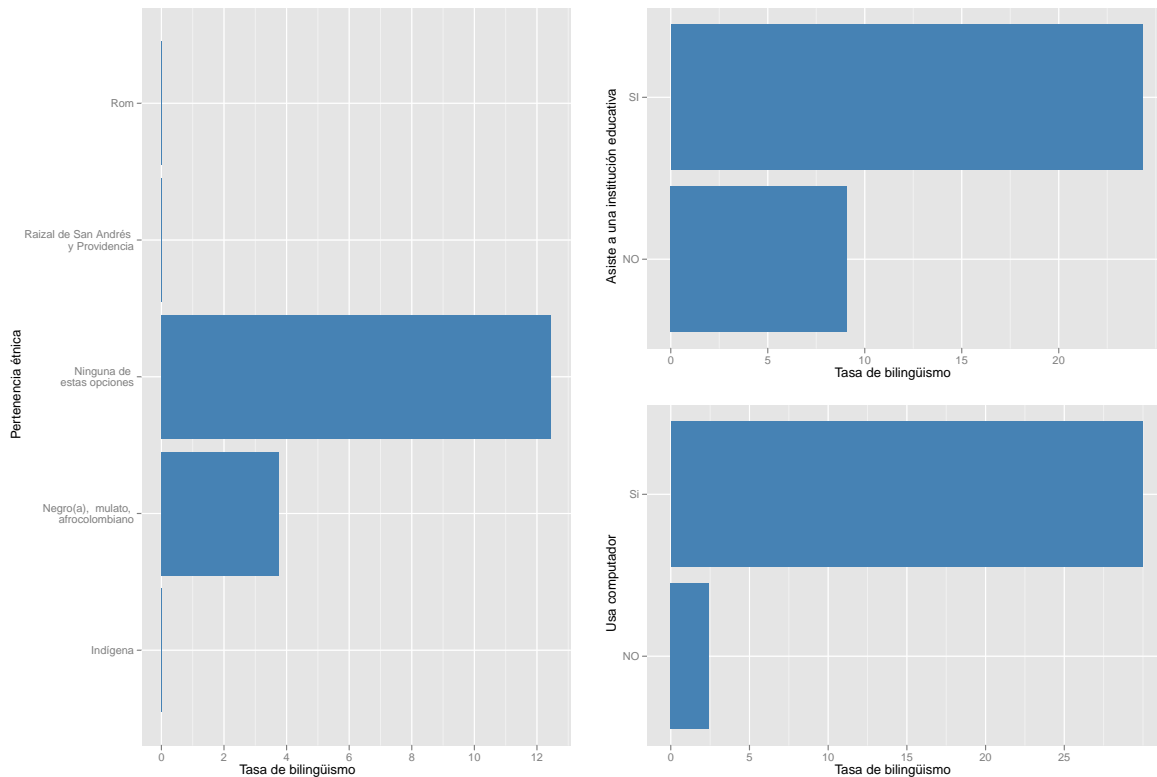 Pertenencia étnica
Rom
Raizal de San Andrés
y Providencia
Ninguna de
estas opciones
Negro(a), mulato,
afrocolombiano
Indígena
0 2 4 6 8 10 12
Tasa de bilingüismo
Asiste a una institución educativa
SI
NO
0 5 10 15 20
Tasa de bilingüismo
Usa computador
Si
NO
0 5 10 15 20 25
Tasa de bilingüismo